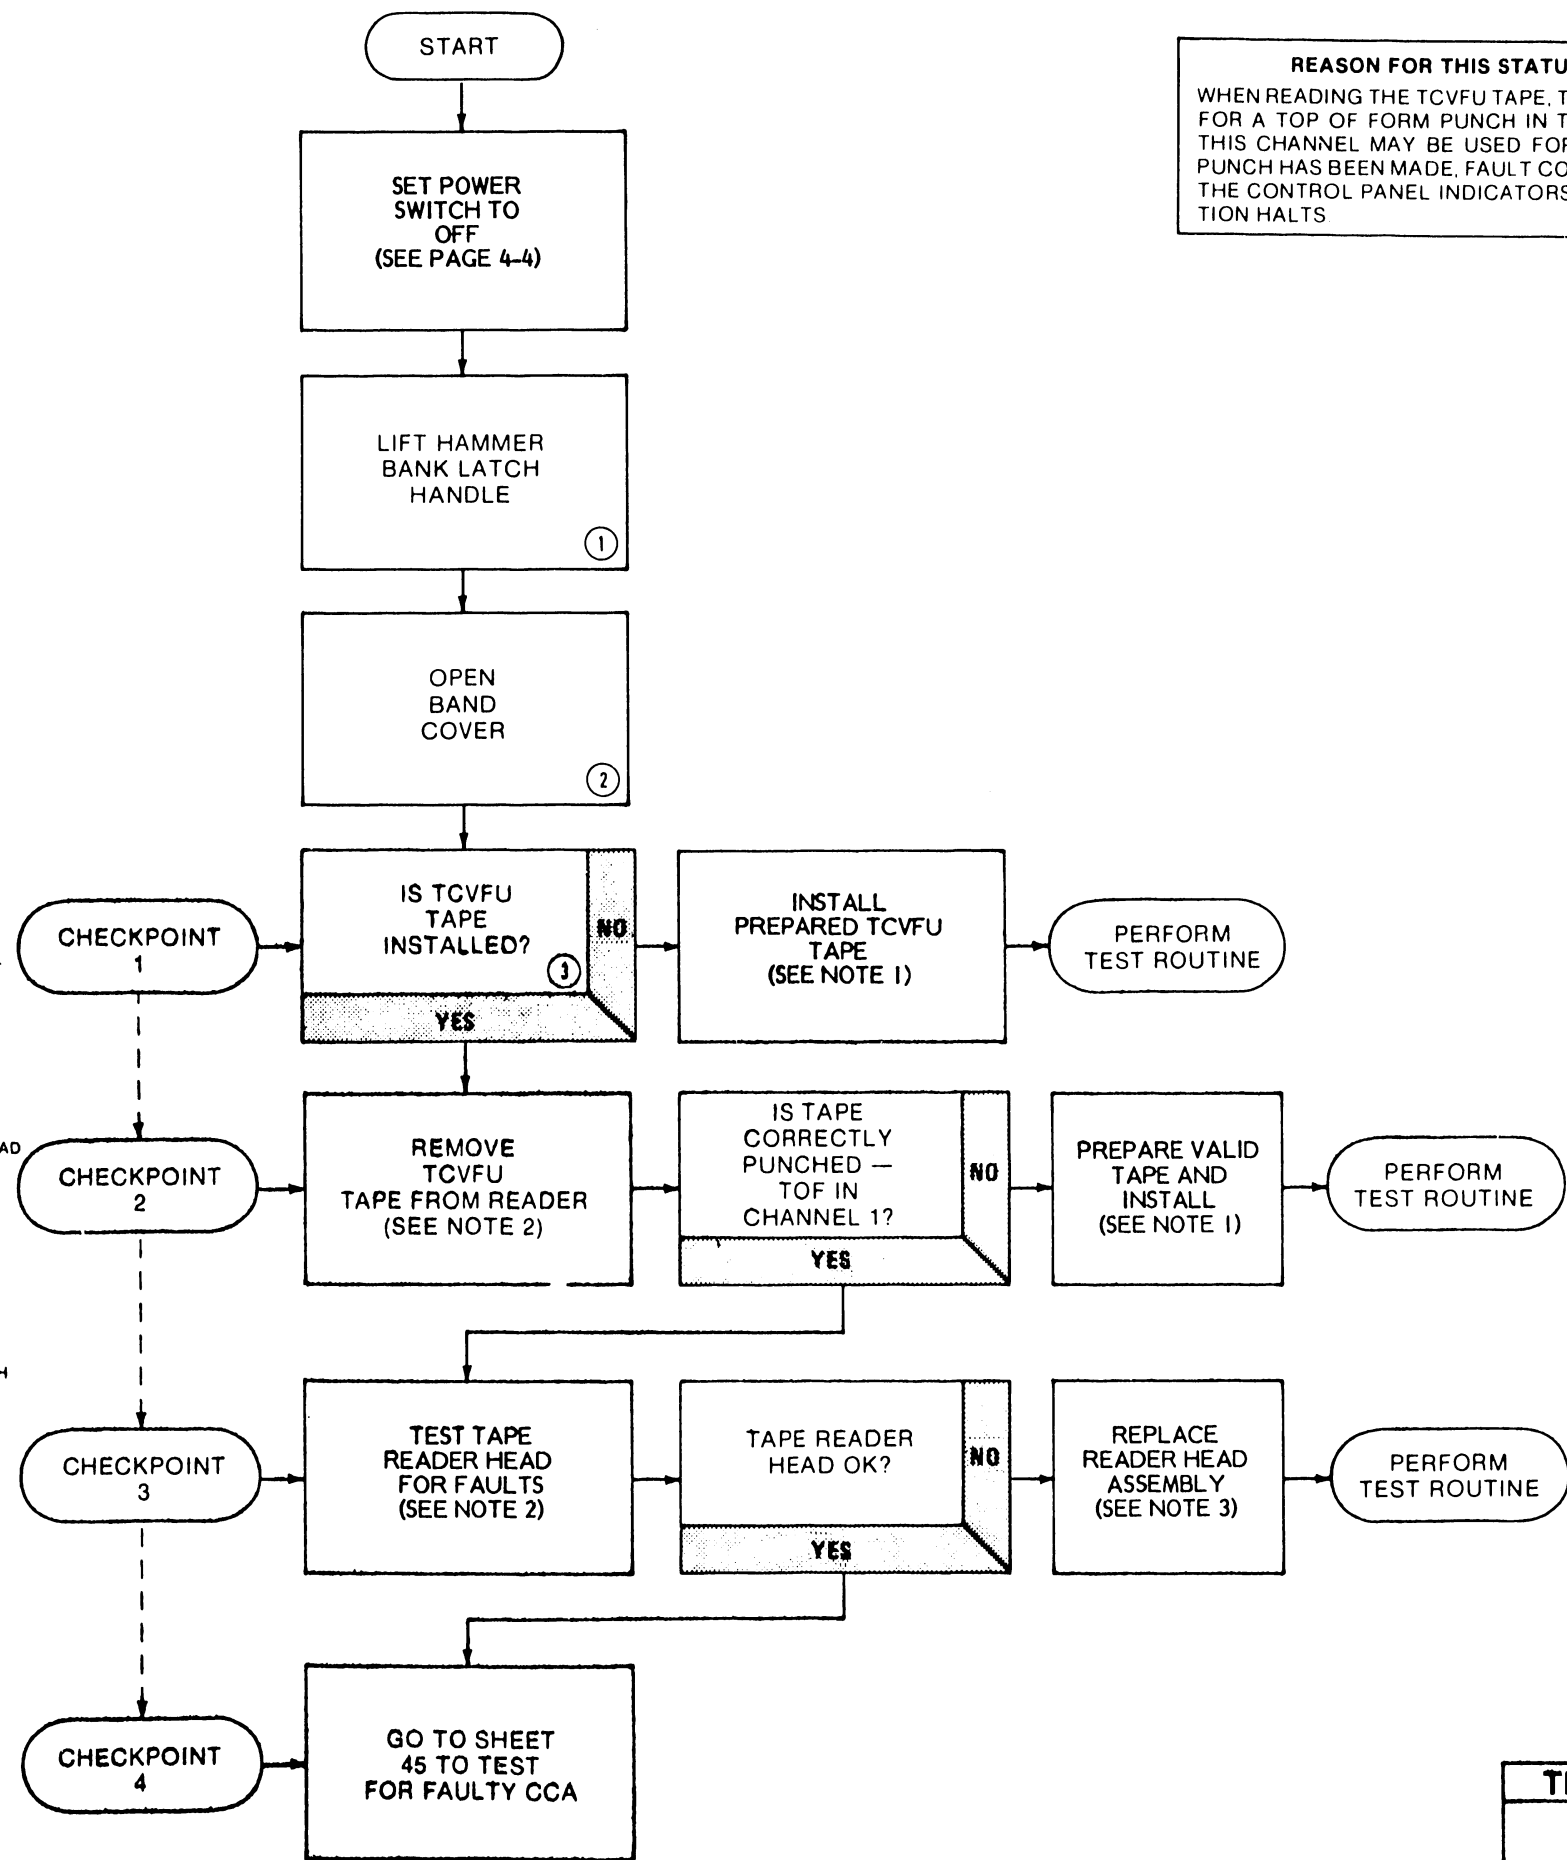 START
REASON FOR THIS STATU
WHEN READING THE TCVFU TAPE, T
FOR A TOP OF FORM PUNCH IN T
THIS CHANNEL MAY BE USED FOR
PUNCH HAS BEEN MADE, FAULT CO
THE CONTROL PANEL INDICATORS
TION HALTS
SET POWER
SWITCH TO
OFF
(SEE PAGE 4-4)
LIFT HAMMER
BANK LATCH
HANDLE
1
OPEN
BAND
COVER
2
CHECKPOINT
1
IS TCVFU
TAPE
INSTALLED?
3
NO
YES
INSTALL
PREPARED TCVFU
TAPE
(SEE NOTE 1)
PERFORM
TEST ROUTINE
AD
CHECKPOINT
2
REMOVE
TCVFU
TAPE FROM READER
(SEE NOTE 2)
IS TAPE
CORRECTLY
PUNCHED —
TOF IN
CHANNEL 1?
NO
YES
PREPARE VALID
TAPE AND
INSTALL
(SEE NOTE 1)
PERFORM
TEST ROUTINE
H
CHECKPOINT
3
TEST TAPE
READER HEAD
FOR FAULTS
(SEE NOTE 2)
TAPE READER
HEAD OK?
NO
YES
REPLACE
READER HEAD
ASSEMBLY
(SEE NOTE 3)
PERFORM
TEST ROUTINE
CHECKPOINT
4
GO TO SHEET
45 TO TEST
FOR FAULTY CCA